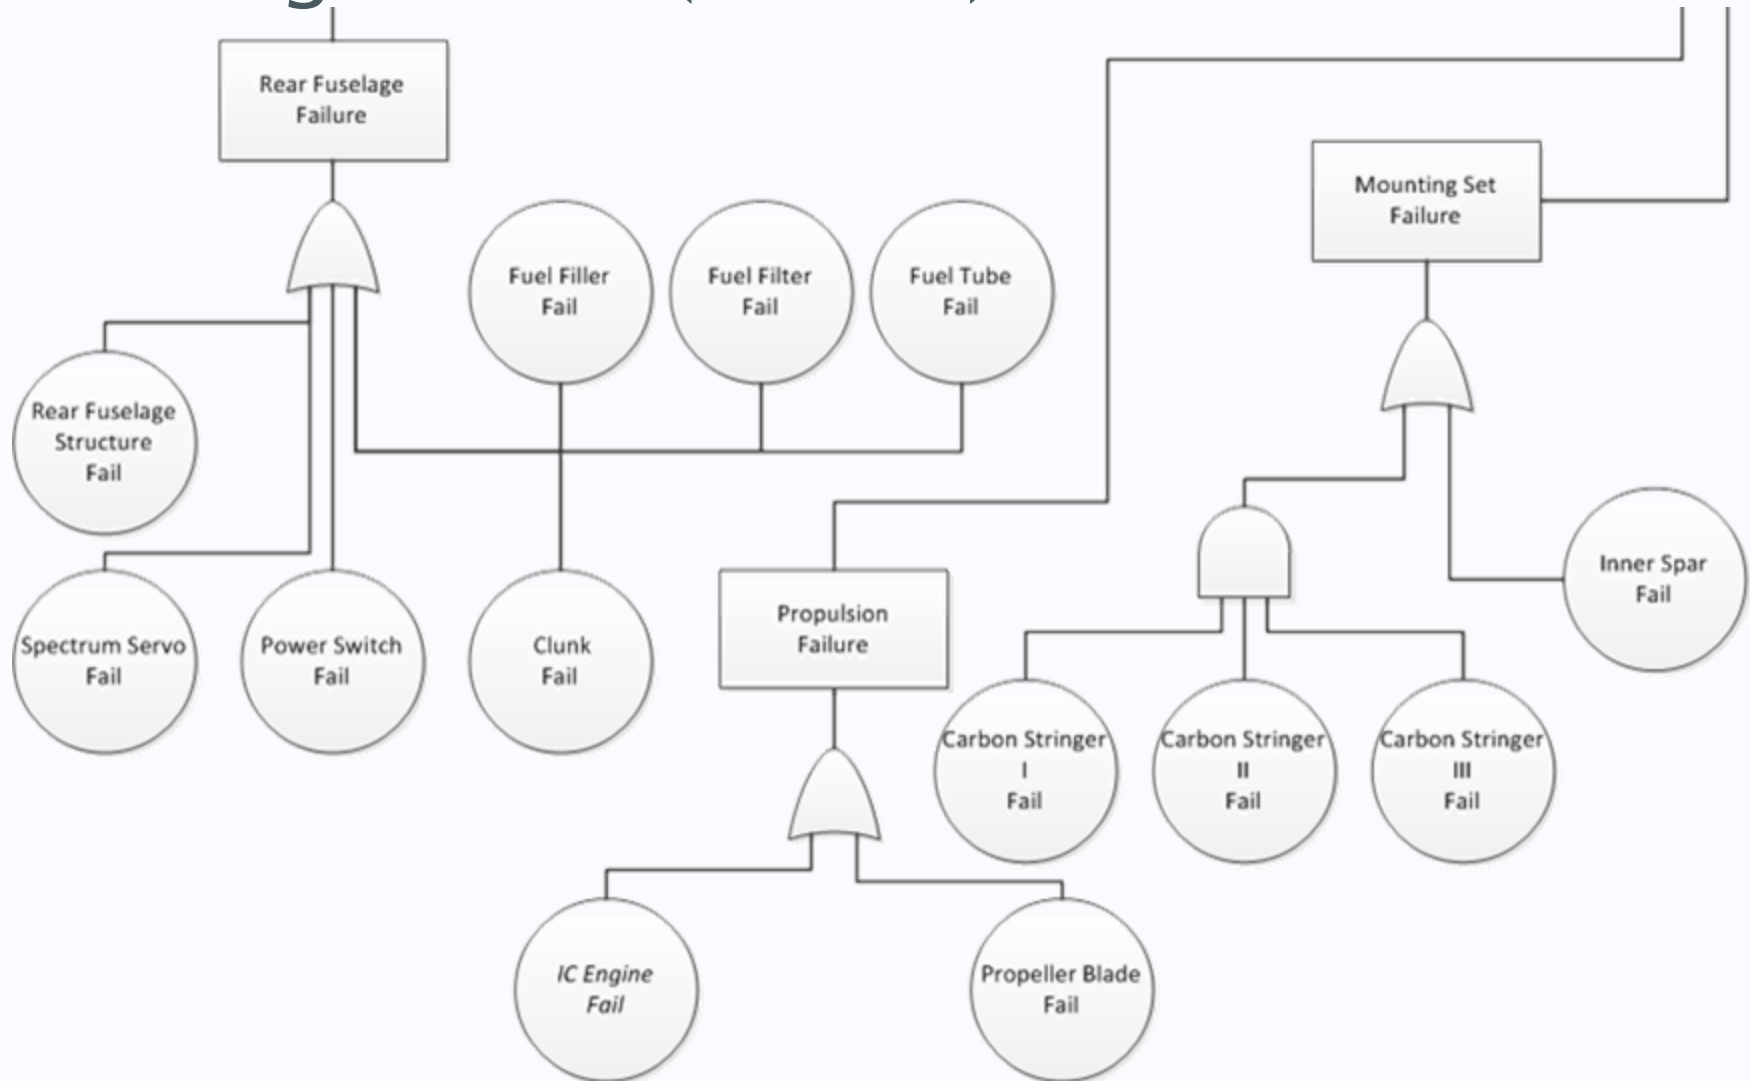 Rear Fuselage
Failure
Mounting Set
Failure
Fuel Filler
Fail
Fuel Filter
Fail
Fuel Tube
Fail
Rear Fuselage
Structure
Fail
Inner Spar
Fail
Spectrum Servo
Fail
Power Switch
Fail
Clunk
Fail
Propulsion
Failure
Carbon Stringer
I
Fail
Carbon Stringer
II
Fail
Carbon Stringer
III
Fail
IC Engine
Fail
Propeller Blade
Fail